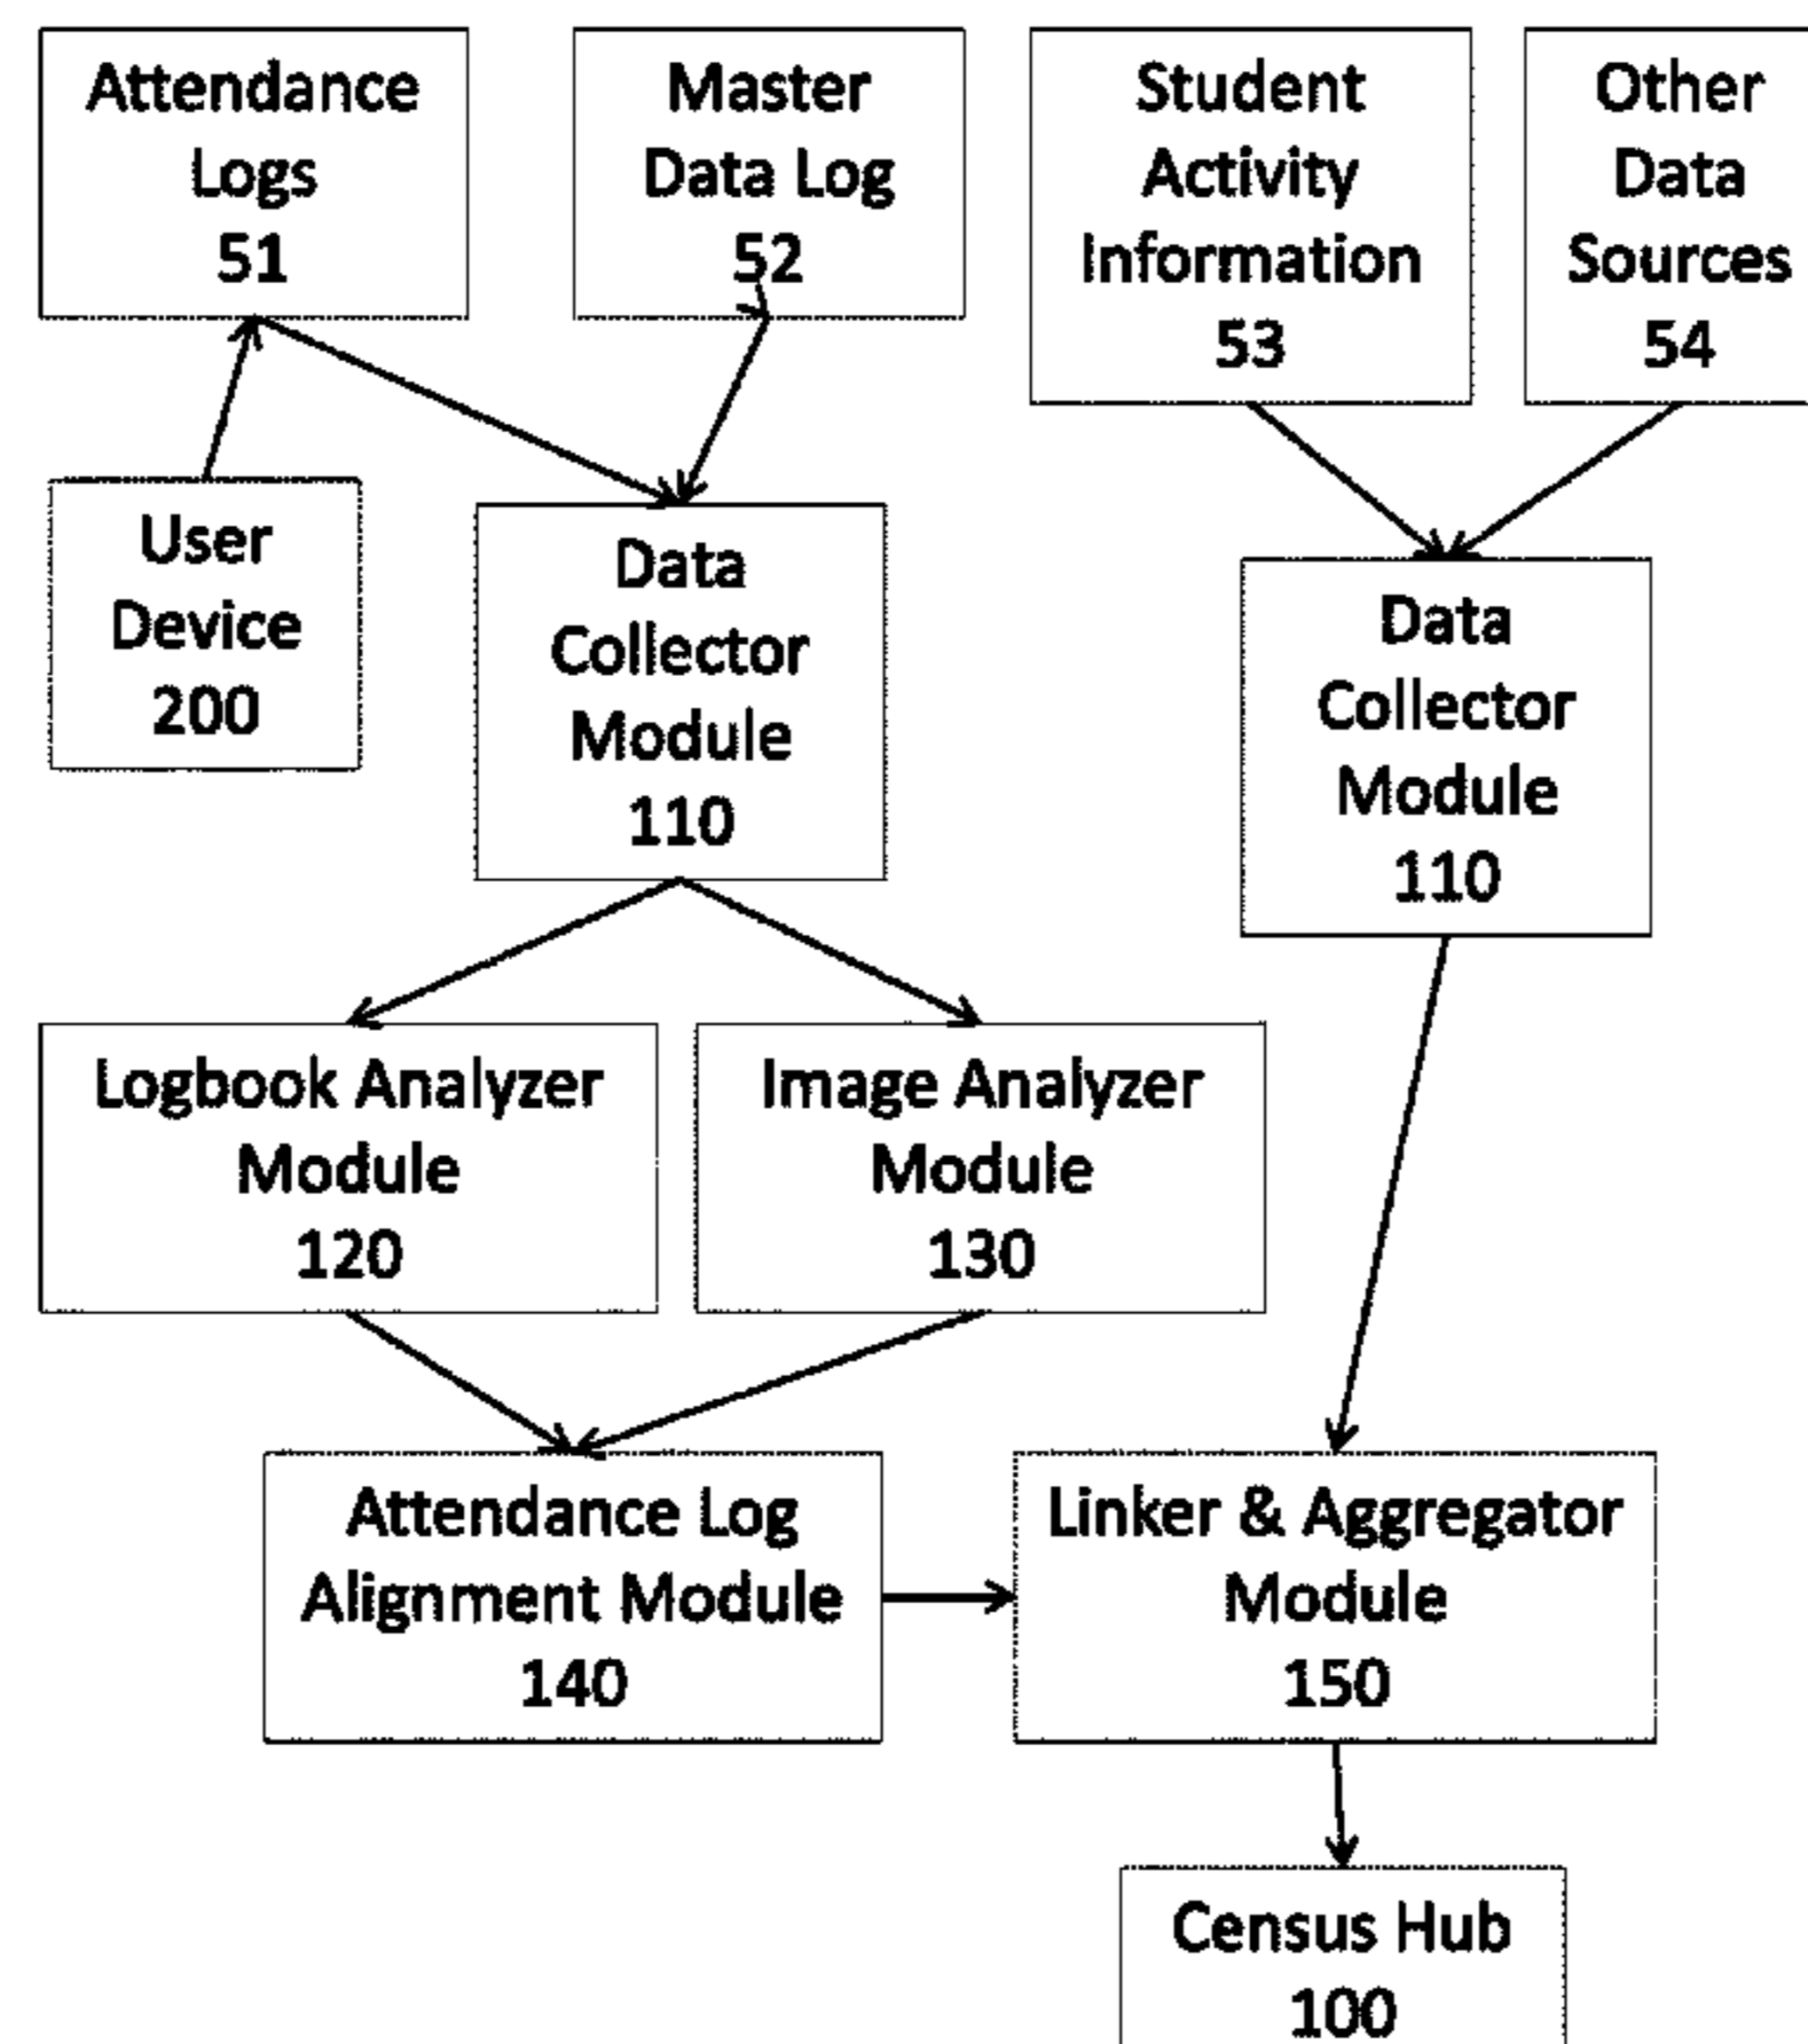 Attendance
Logs
51
Master
Data Log
52
Student
Activity
Information
53
Other
Data
Sources
54
User
Device
200
Data
Collector
Module
110
Data
Collector
Module
110
Logbook Analyzer
Module
120
Image Analyzer
Module
130
Attendance Log
Alignment Module
140
Linker & Aggregator
Module
150
Census Hub
100